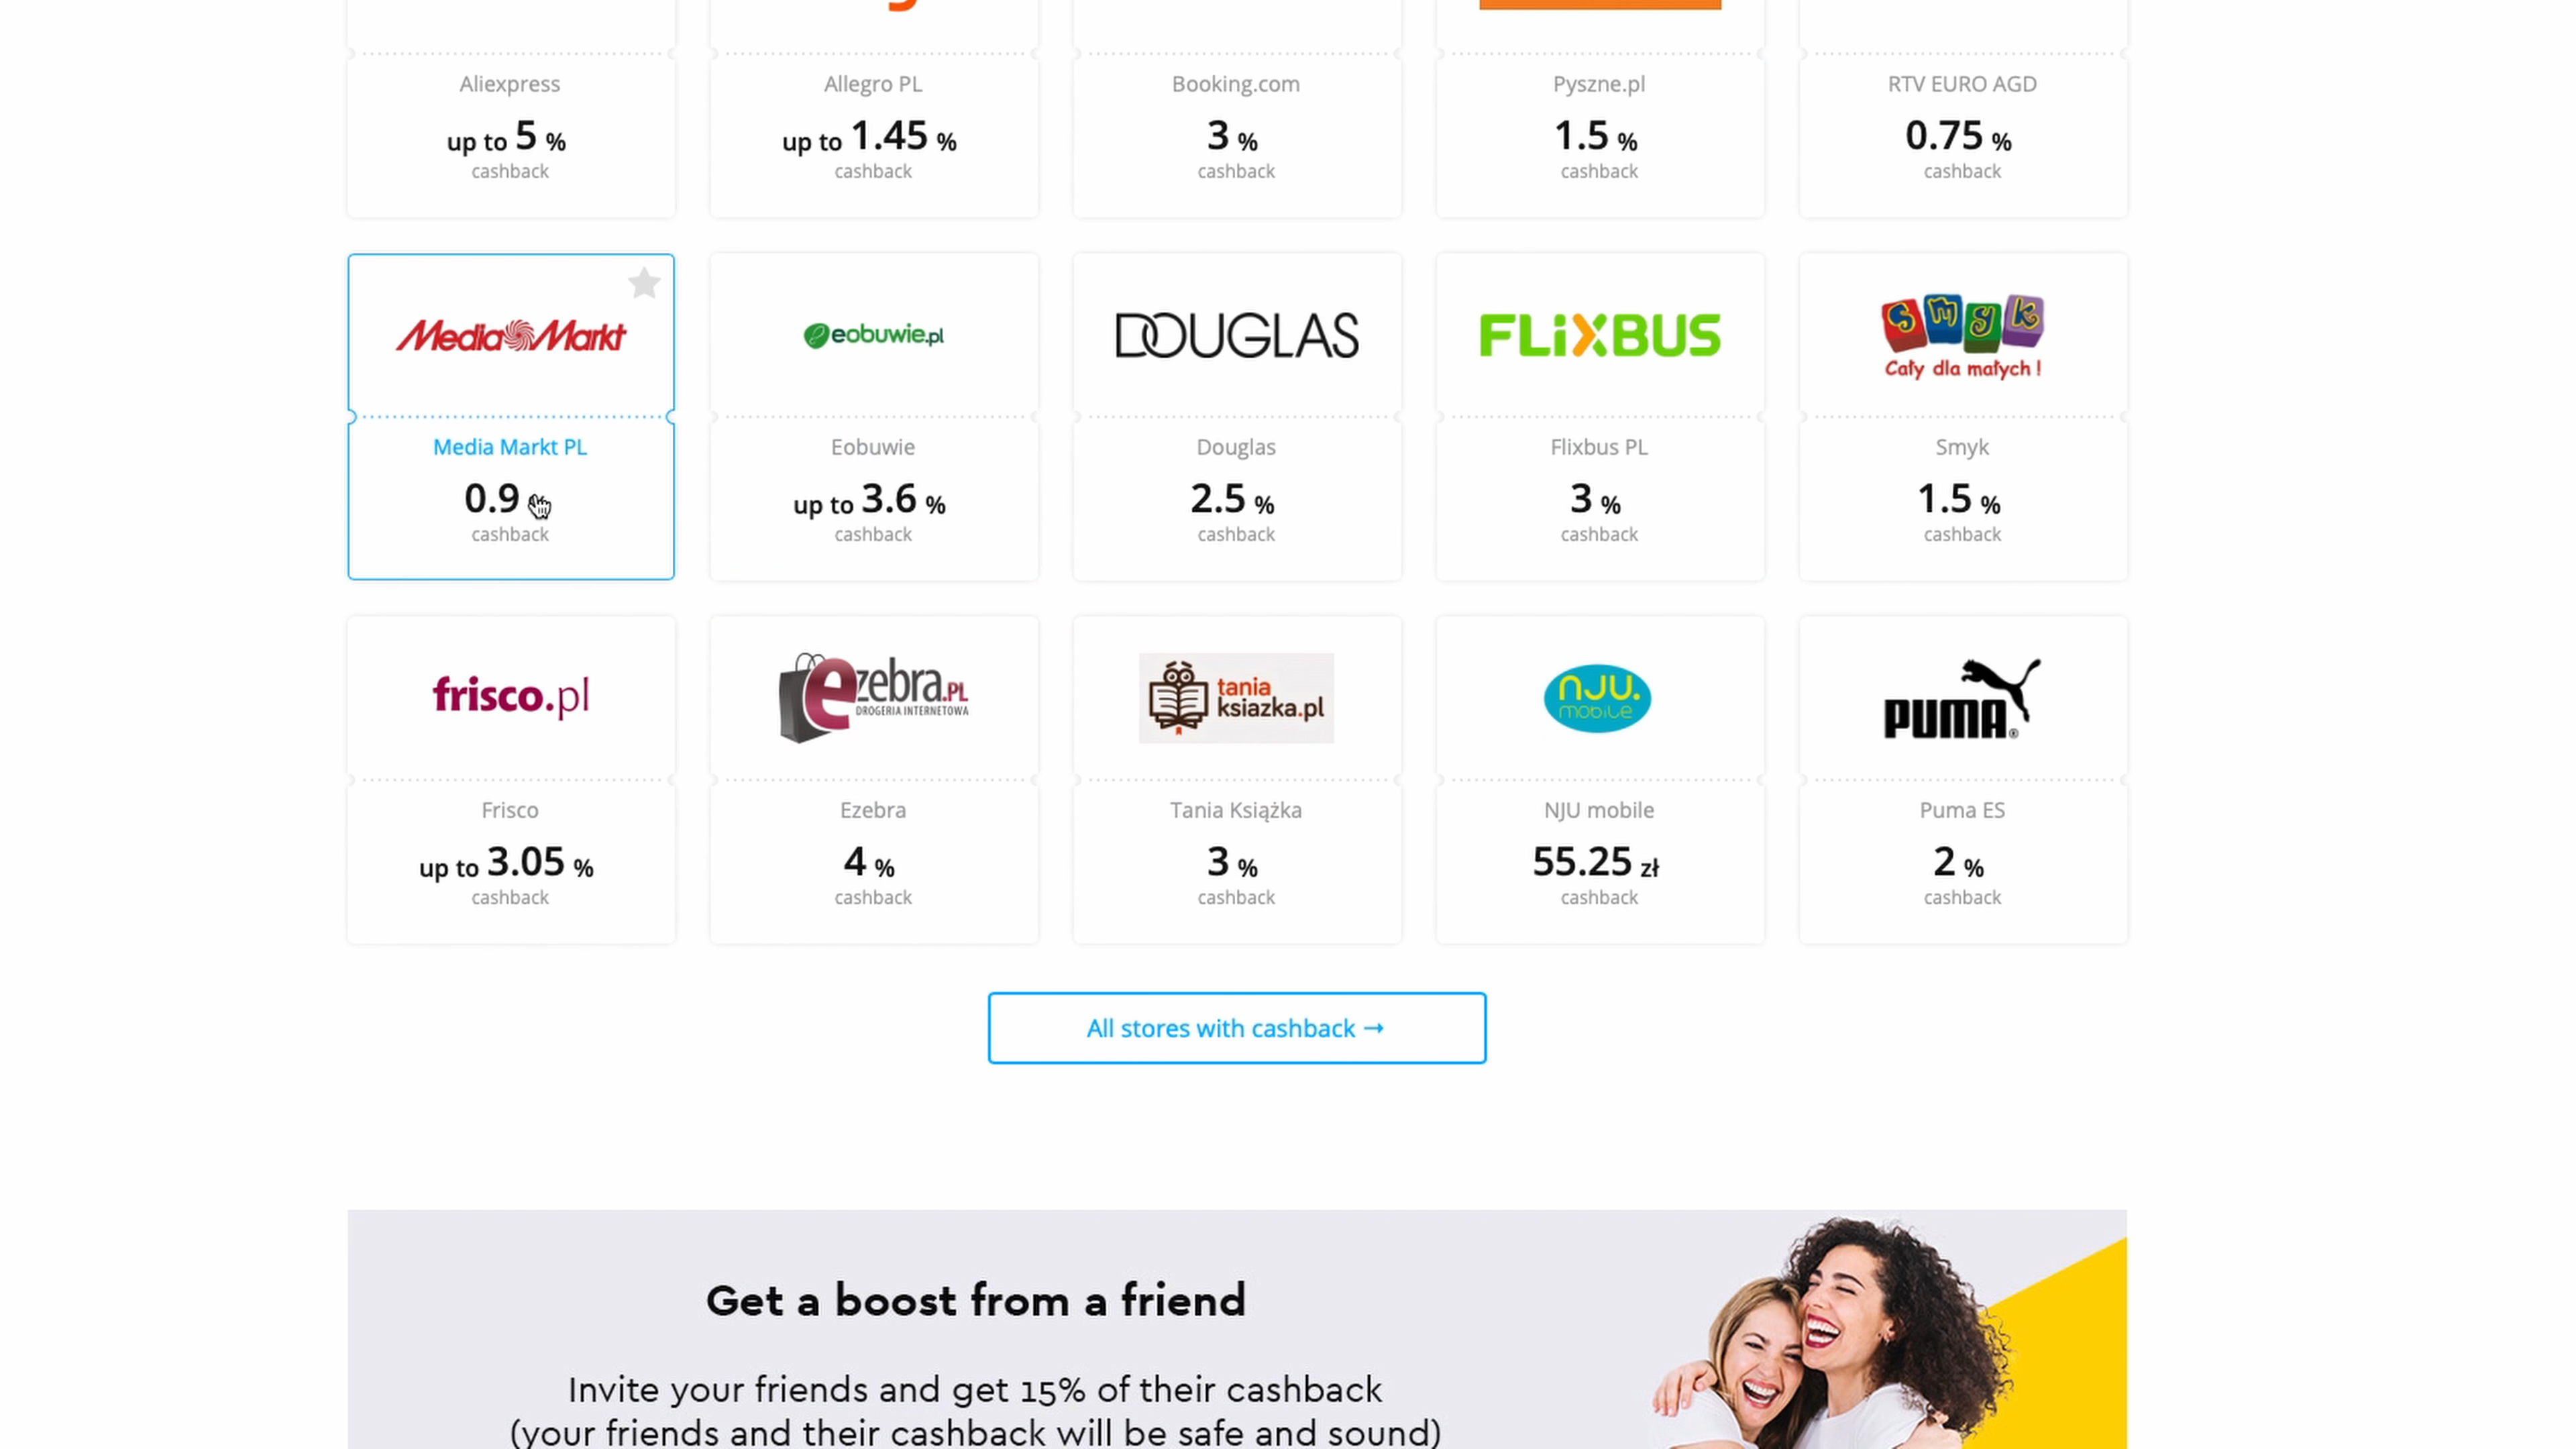 Aliexpress
up to 5 %
cashback
Allegro PL
up to 1.45 %
cashback
Booking.com
3 %
cashback
Pyszne.pl
1.5 %
cashback
RTV EURO AGD
0.75 %
cashback
Media Markt
Media Markt PL
0.9
cashback
eobuwie.pl
Eobuwie
up to 3.6 %
cashback
DOUGLAS
Douglas
2.5 %
cashback
FLiXBUS
Flixbus PL
3 %
cashback
smyk
Cały dla małych !
Smyk
1.5 %
cashback
frisco.pl
Frisco
up to 3.05 %
cashback
ezebra.PL
DROGERIA INTERNETOWA
Ezebra
4 %
cashback
tania
ksiazka.pl
Tania Książka
3 %
cashback
nju.
mobile
NJU mobile
55.25 zł
cashback
PUMA®
Puma ES
2 %
cashback
All stores with cashback →
Get a boost from a friend
Invite your friends and get 15% of their cashback
(your friends and their cashback will be safe and sound)